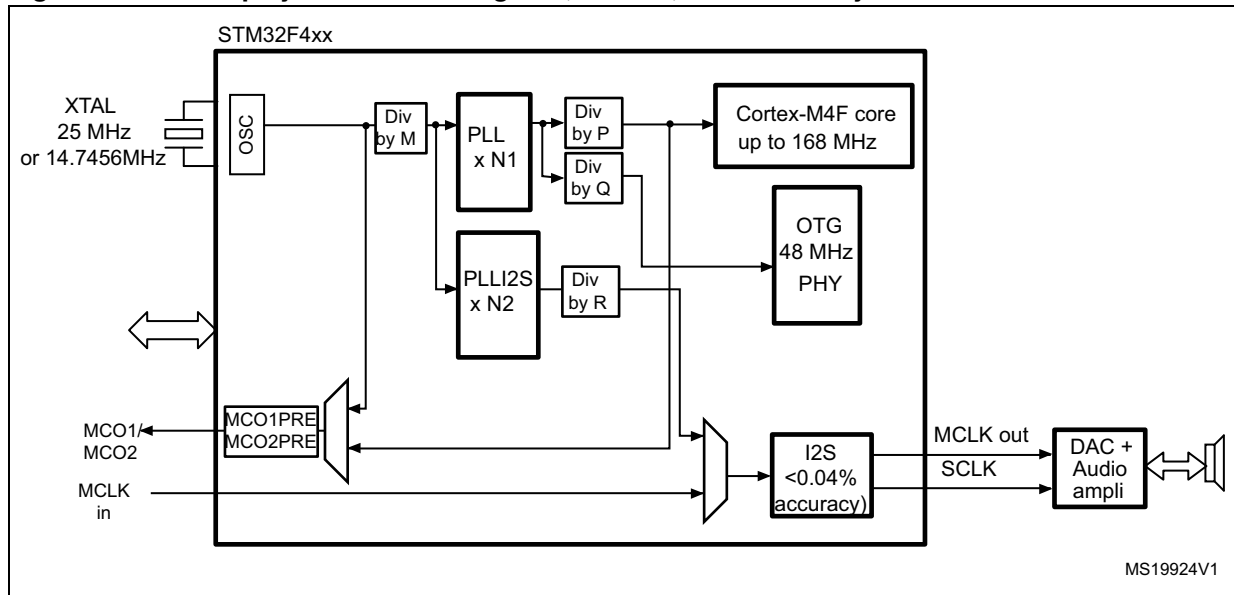 STM32F4xx
XTAL
25 MHz
or 14.7456MHz
OSC
Div
by M
PLL
x N1
Div
by P
Div
by Q
Cortex-M4F core
up to 168 MHz
OTG
48 MHz
PHY
PLLI2S
x N2
Div
by R
MCO1PRE
MCO2PRE
MCO1/
MCO2
MCLK
in
I2S
<0.04%
accuracy)
MCLK out
SCLK
DAC +
Audio
ampli
MS19924V1